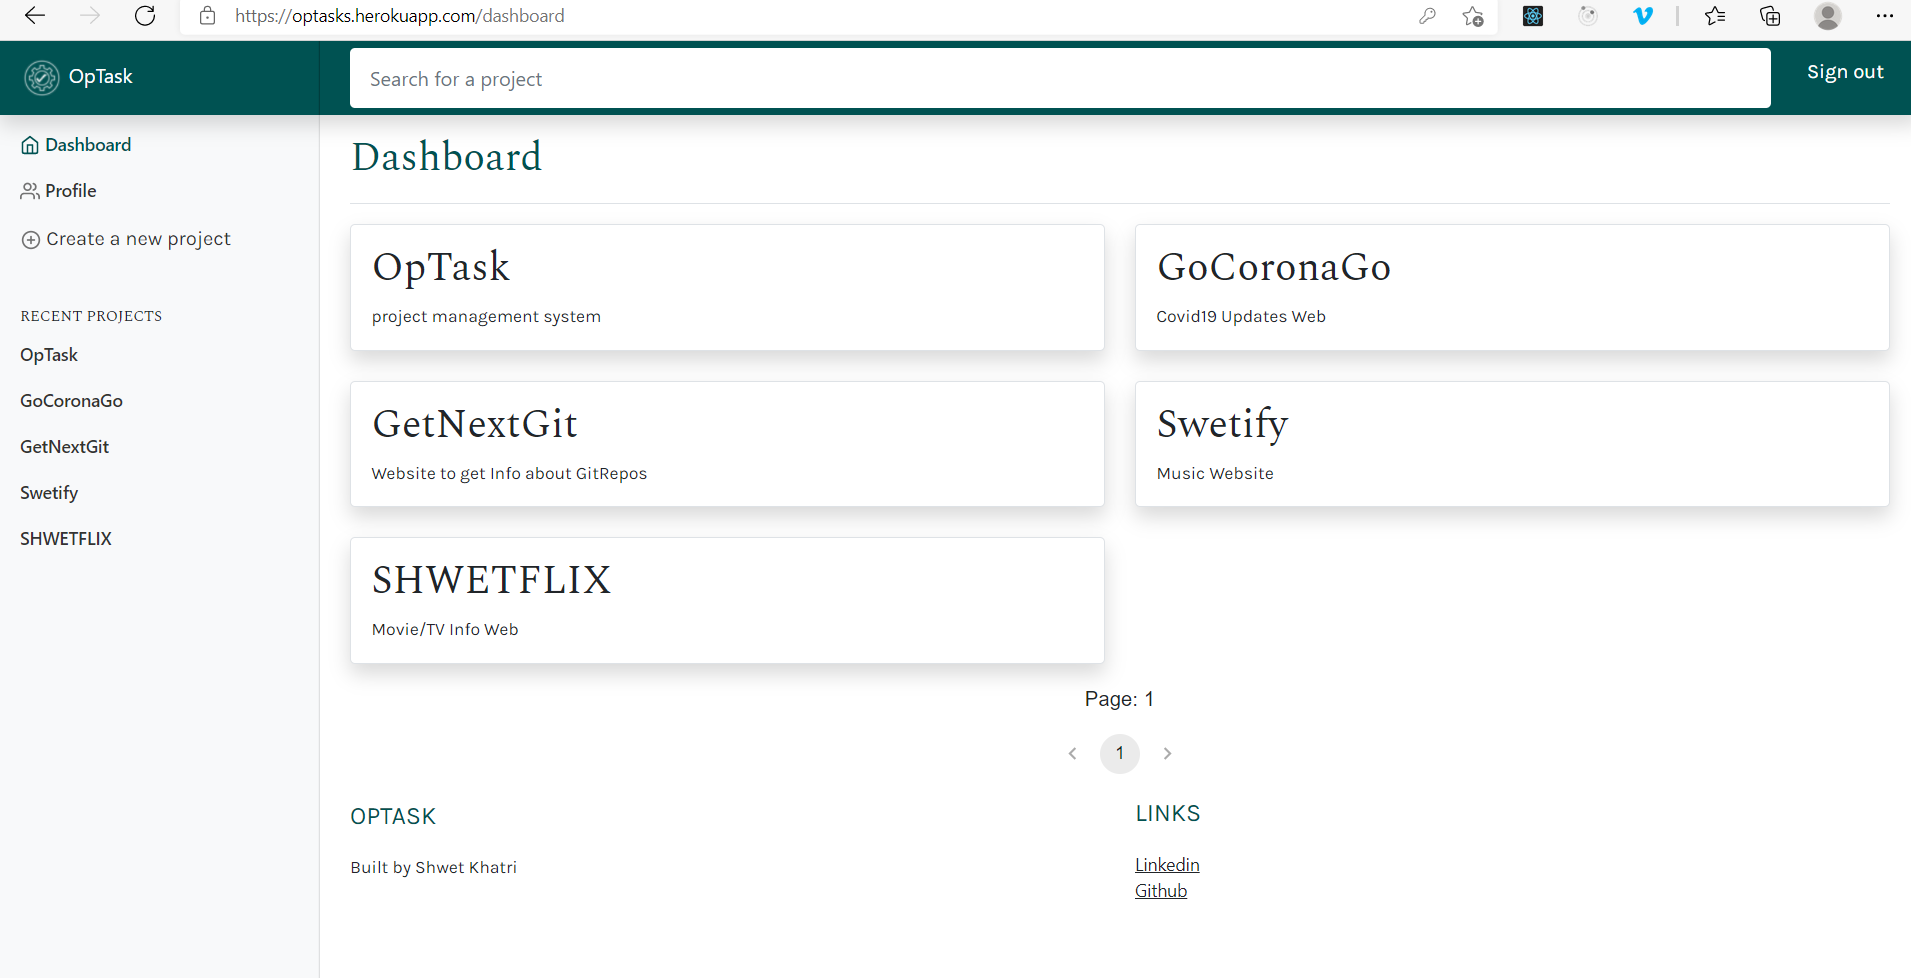 https://optasks.herokuapp.com/dashboard
OpTask
Search for a project
Sign out
Dashboard
Profile
Create a new project
RECENT PROJECTS
OpTask
GoCoronaGo
GetNextGit
Swetify
SHWETFLIX
Dashboard
OpTask
project management system
GoCoronaGo
Covid19 Updates Web
GetNextGit
Website to get Info about GitRepos
Swetify
Music Website
SHWETFLIX
Movie/TV Info Web
Page: 1
1
OPTASK
Built by Shwet Khatri
LINKS
Linkedin
Github